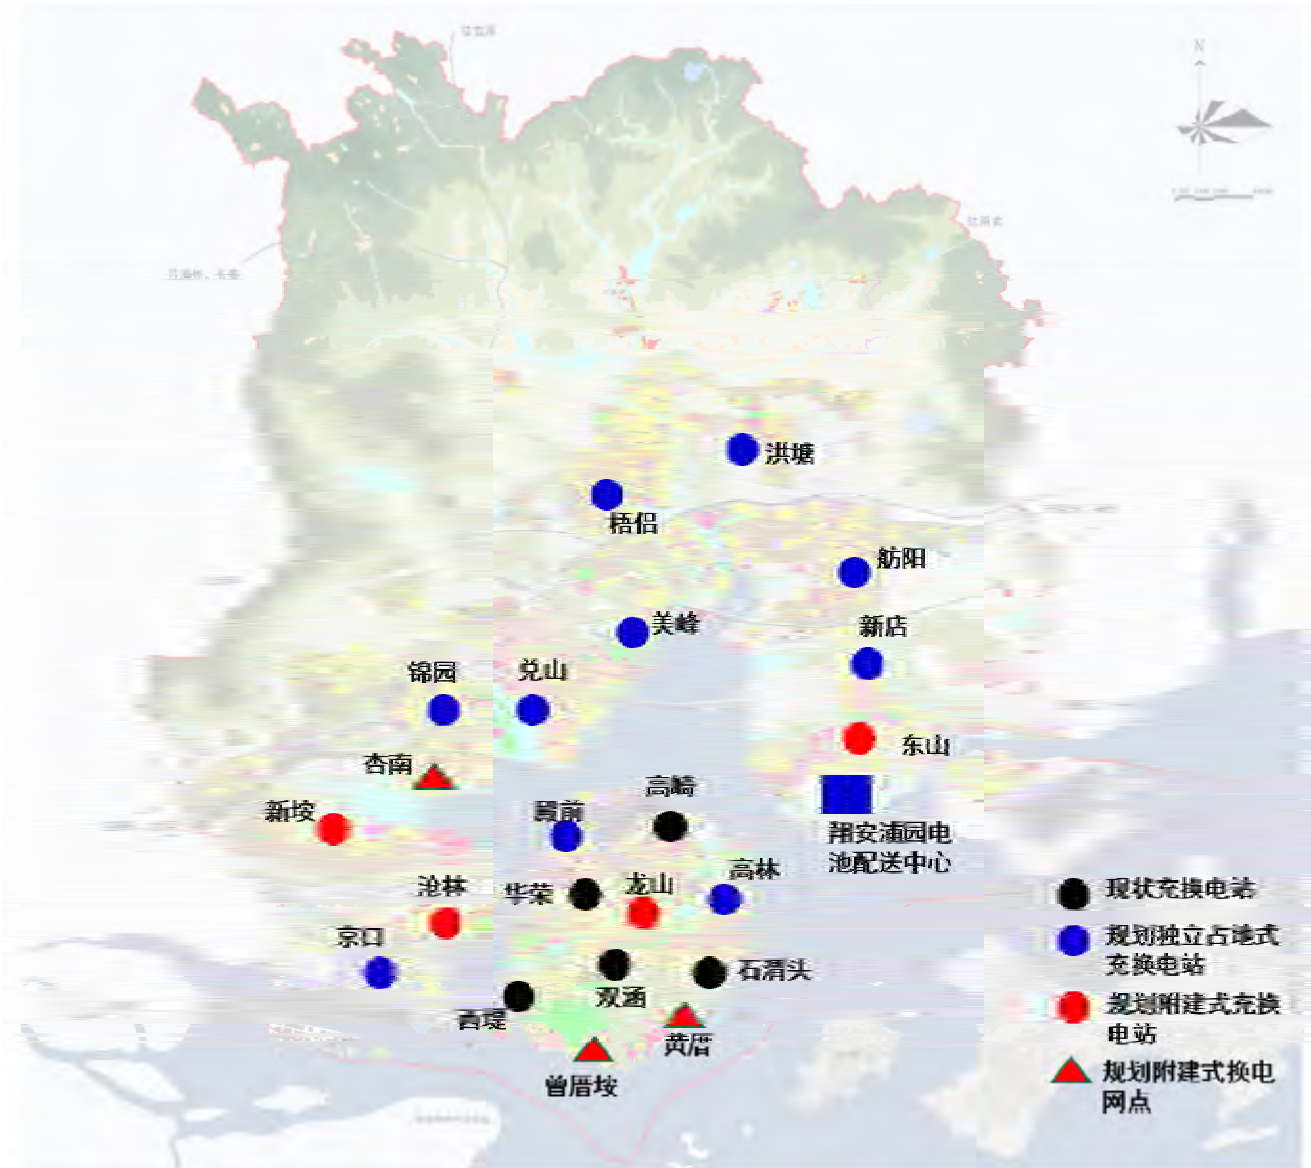 N
洪塘
梧侣
舫阳
美峰
新店
锦园
兑山
东山
杏南
高崎
新垵
殿前
翔安浦园电
池配送中心
高林
沧林
华荣
龙山
京口
石渭头
双涵
西堤
黄厝
曾厝垵
现状充换电站
规划独立占地式
充换电站
规划附建式充换
电站
规划附建式换电
网点